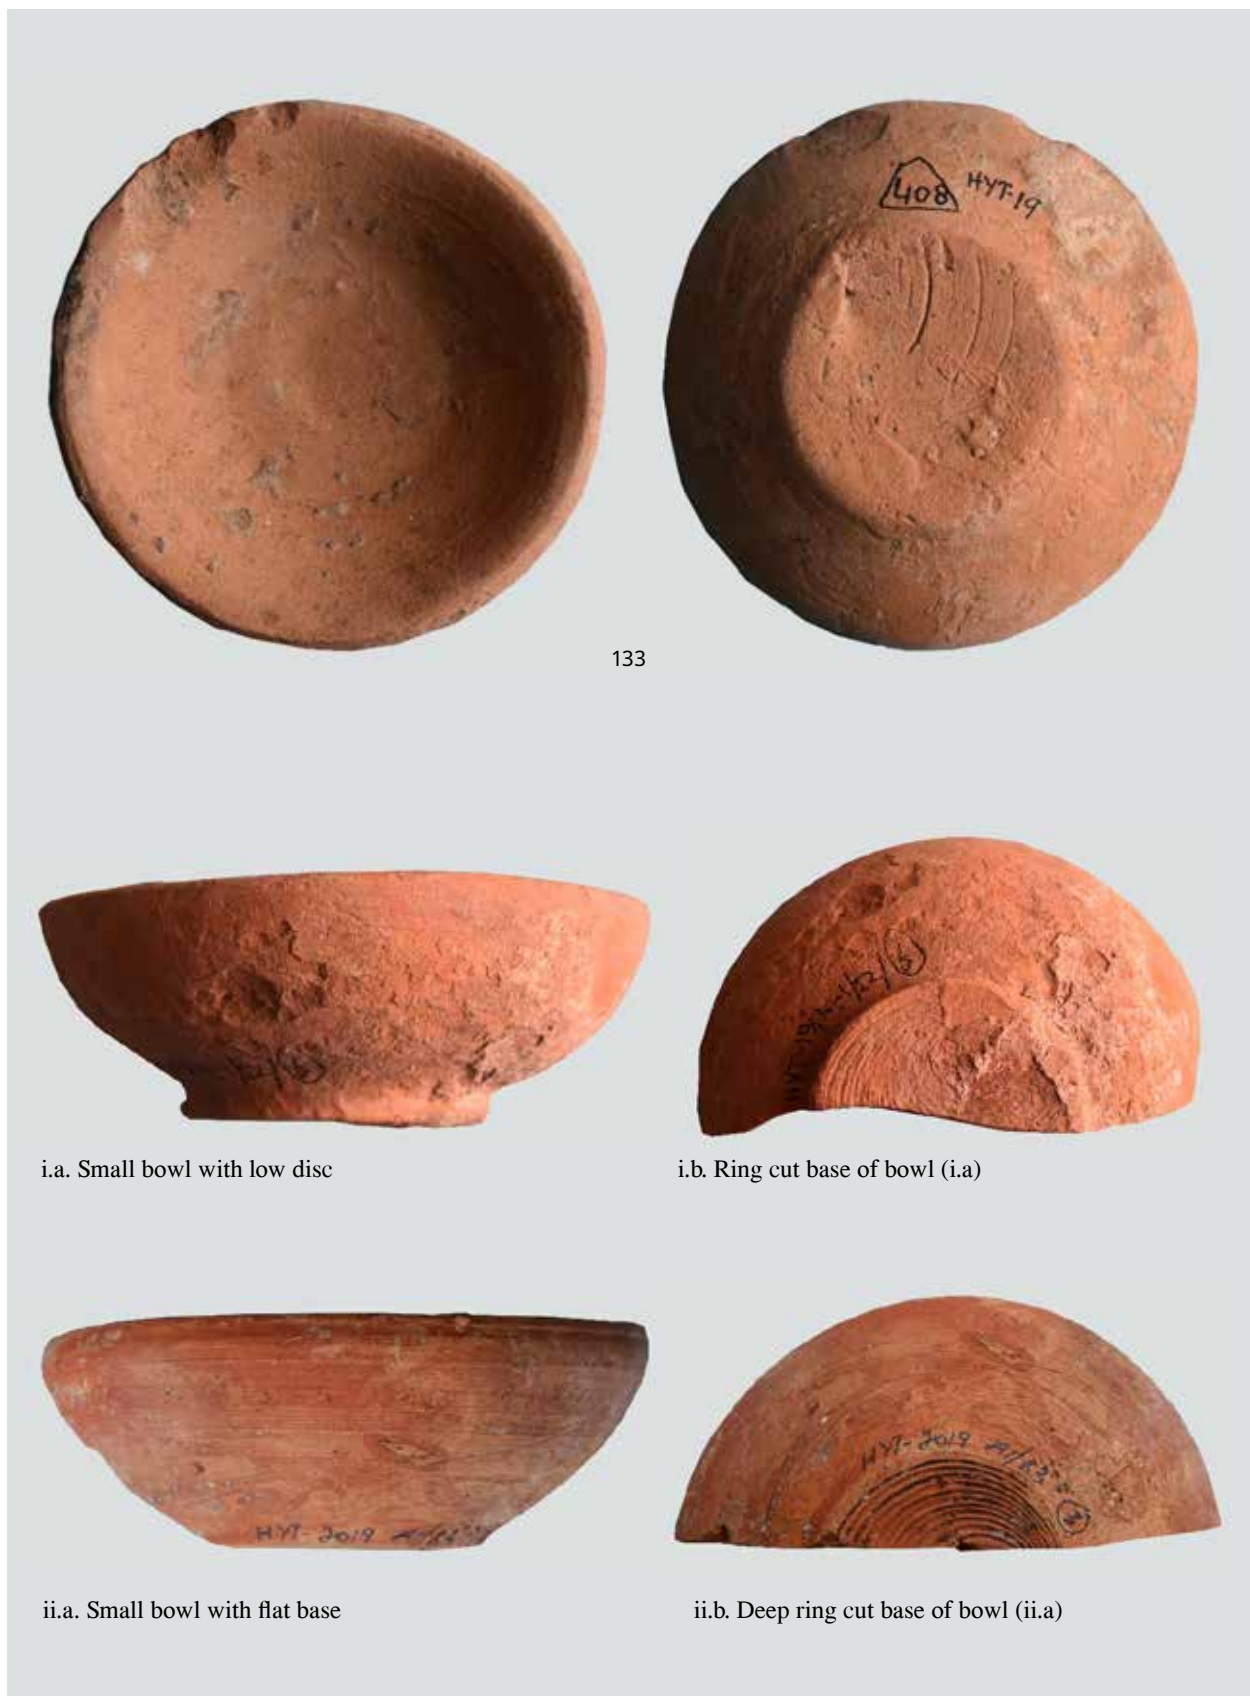 408 HYT-19
133
i.a. Small bowl with low disc
i.b. Ring cut base of bowl (i.a)
HYT-2019
HYT-2019
ii.a. Small bowl with flat base
ii.b. Deep ring cut base of bowl (ii.a)